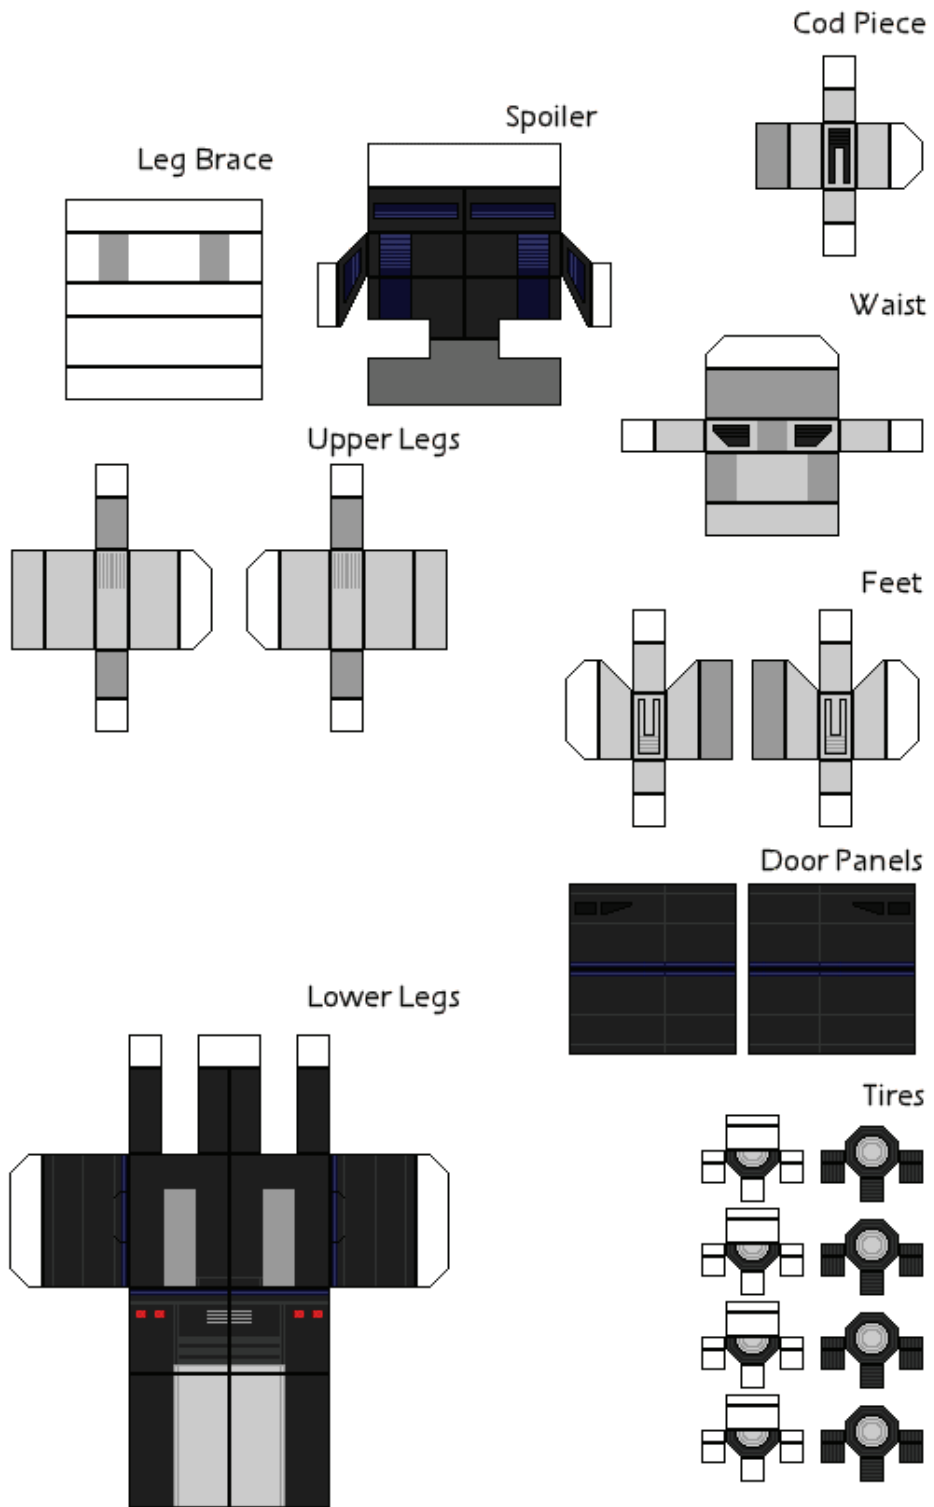 Cod Piece
Spoiler
Leg Brace
Waist
Upper Legs
Feet
Door Panels
Lower Legs
Tires